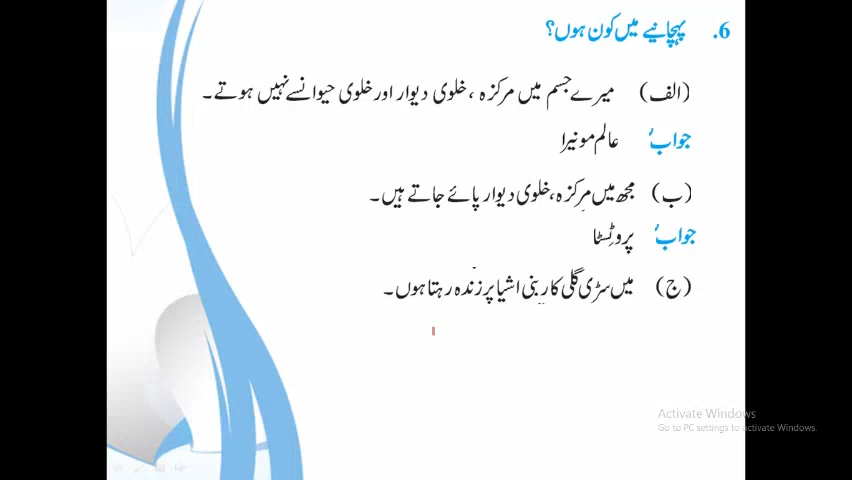 6. پہچانیے میں کون ہوں؟
(الف) میرے جسم میں مرکزہ، خلوی دیوار اور خلوی حیوانسے نہیں ہوتے۔
جواب: عالم مونیرا
(ب) مجھ میں مرکزہ، خلوی دیوار پائے جاتے ہیں۔
جواب: پروٹسٹا
(ج) میں سڑی گلی کاربنی اشیا پر زندہ رہتا ہوں۔
Activate Windows
Go to PC settings to activate Windows.